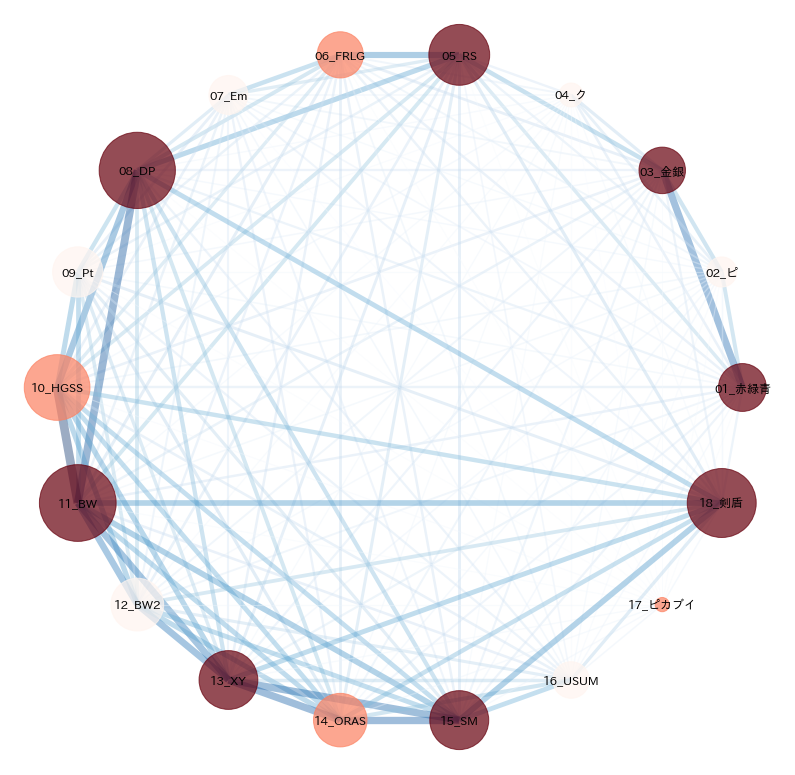 06_FRLG
05_RS
07_Em
04_ク
08_DP
03_金銀
09_Pt
02_ピ
10_HGSS
01_赤緑青
11_BW
18_剣盾
12_BW2
17_ピカブイ
13_XY
16_USUM
14_ORAS
15_SM